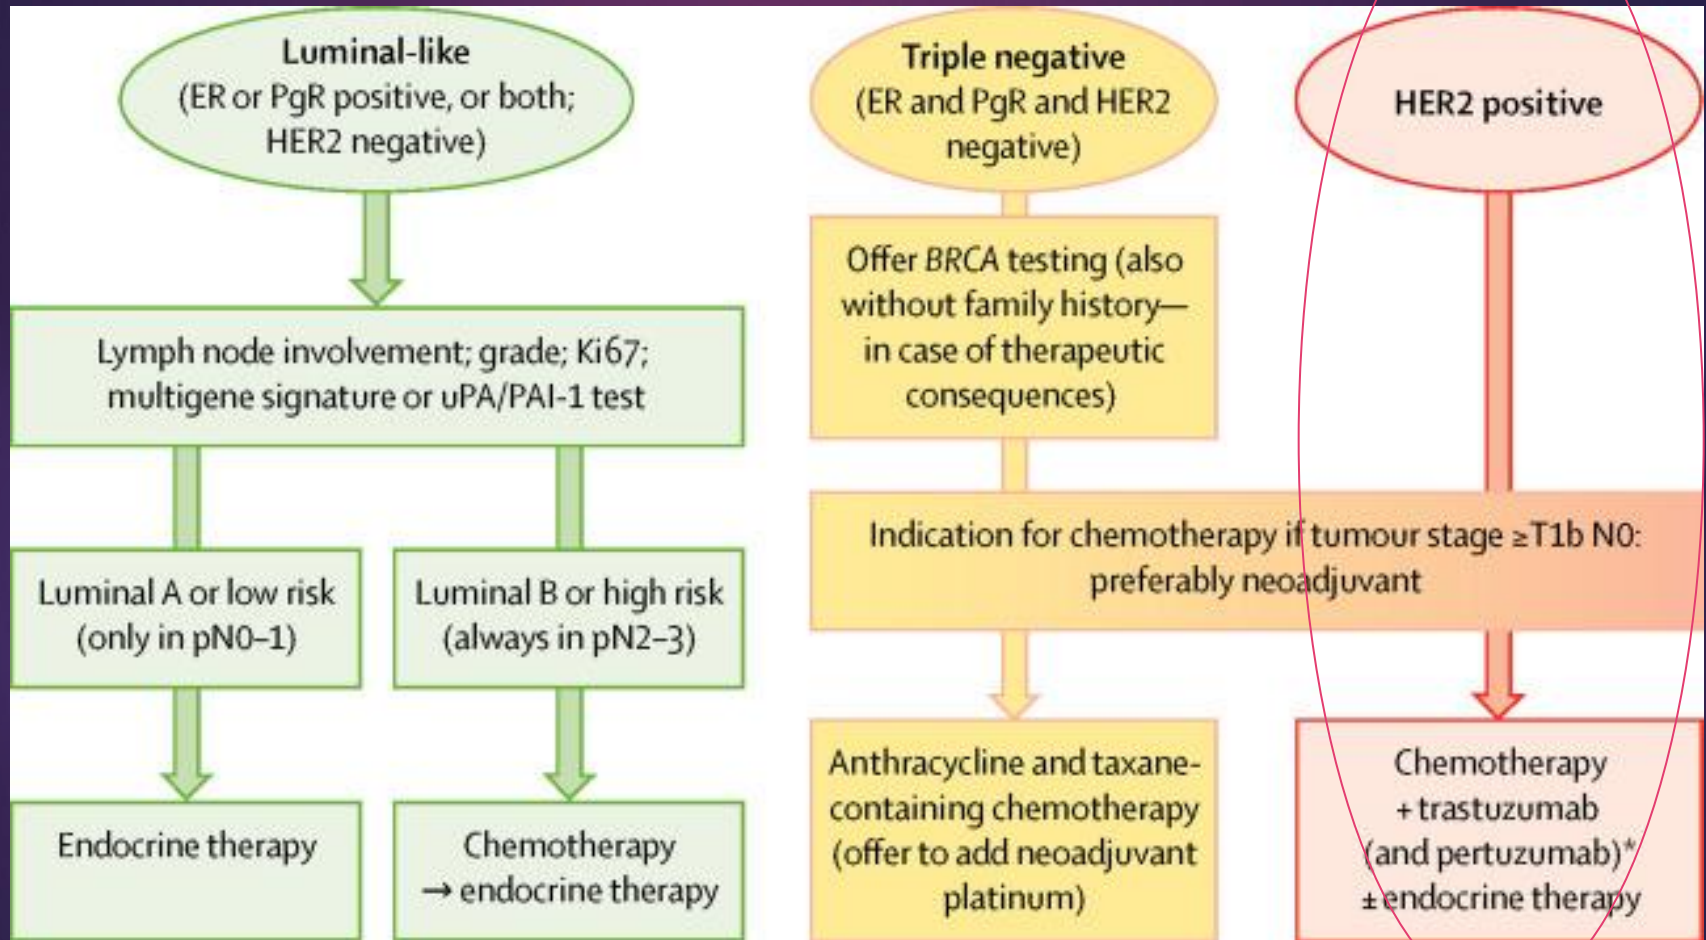 Luminal-like
(ER or PgR positive, or both;
HER2 negative)
Lymph node involvement; grade; Ki67;
multigene signature or uPA/PAI-1 test
Luminal A or low risk
(only in pN0–1)
Luminal B or high risk
(always in pN2–3)
Endocrine therapy
Chemotherapy
→ endocrine therapy
Triple negative
(ER and PgR and HER2
negative)
Offer BRCA testing (also
without family history—
in case of therapeutic
consequences)
HER2 positive
Indication for chemotherapy if tumour stage ≥T1b N0:
preferably neoadjuvant
Anthracycline and taxane-
containing chemotherapy
(offer to add neoadjuvant
platinum)
Chemotherapy
+ trastuzumab
(and pertuzumab)*
± endocrine therapy